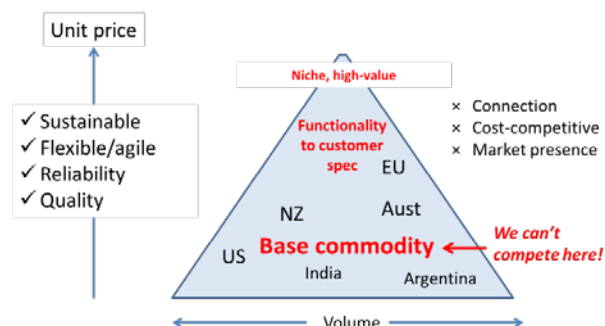 Unit price
✓ Sustainable
✓ Flexible/agile
✓ Reliability
✓ Quality
Niche, high-value
Functionality
to customer
spec
EU
NZ
Aust
Base commodity
US
India
Argentina
× Connection
× Cost-competitive
× Market presence
We can't
compete here!
Volume